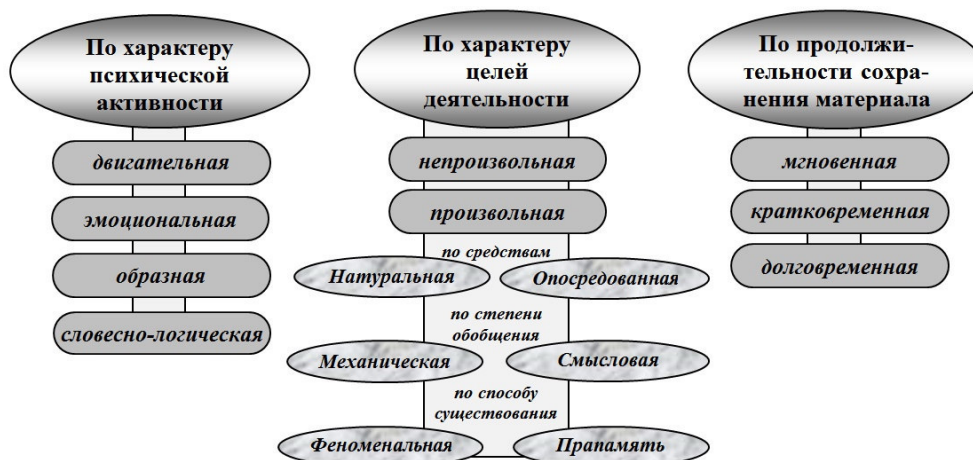 По характеру
психической
активности
двигательная
эмоциональная
образная
словесно-логическая
По характеру
целей
деятельности
непроизвольная
произвольная
по средствам
Натуральная
Опосредованная
по степени
обобщения
Механическая
Смысловая
по способу
существования
Феноменальная
Прапамять
По продолжи-
тельности сохра-
нения материала
мгновенная
кратковременная
долговременная